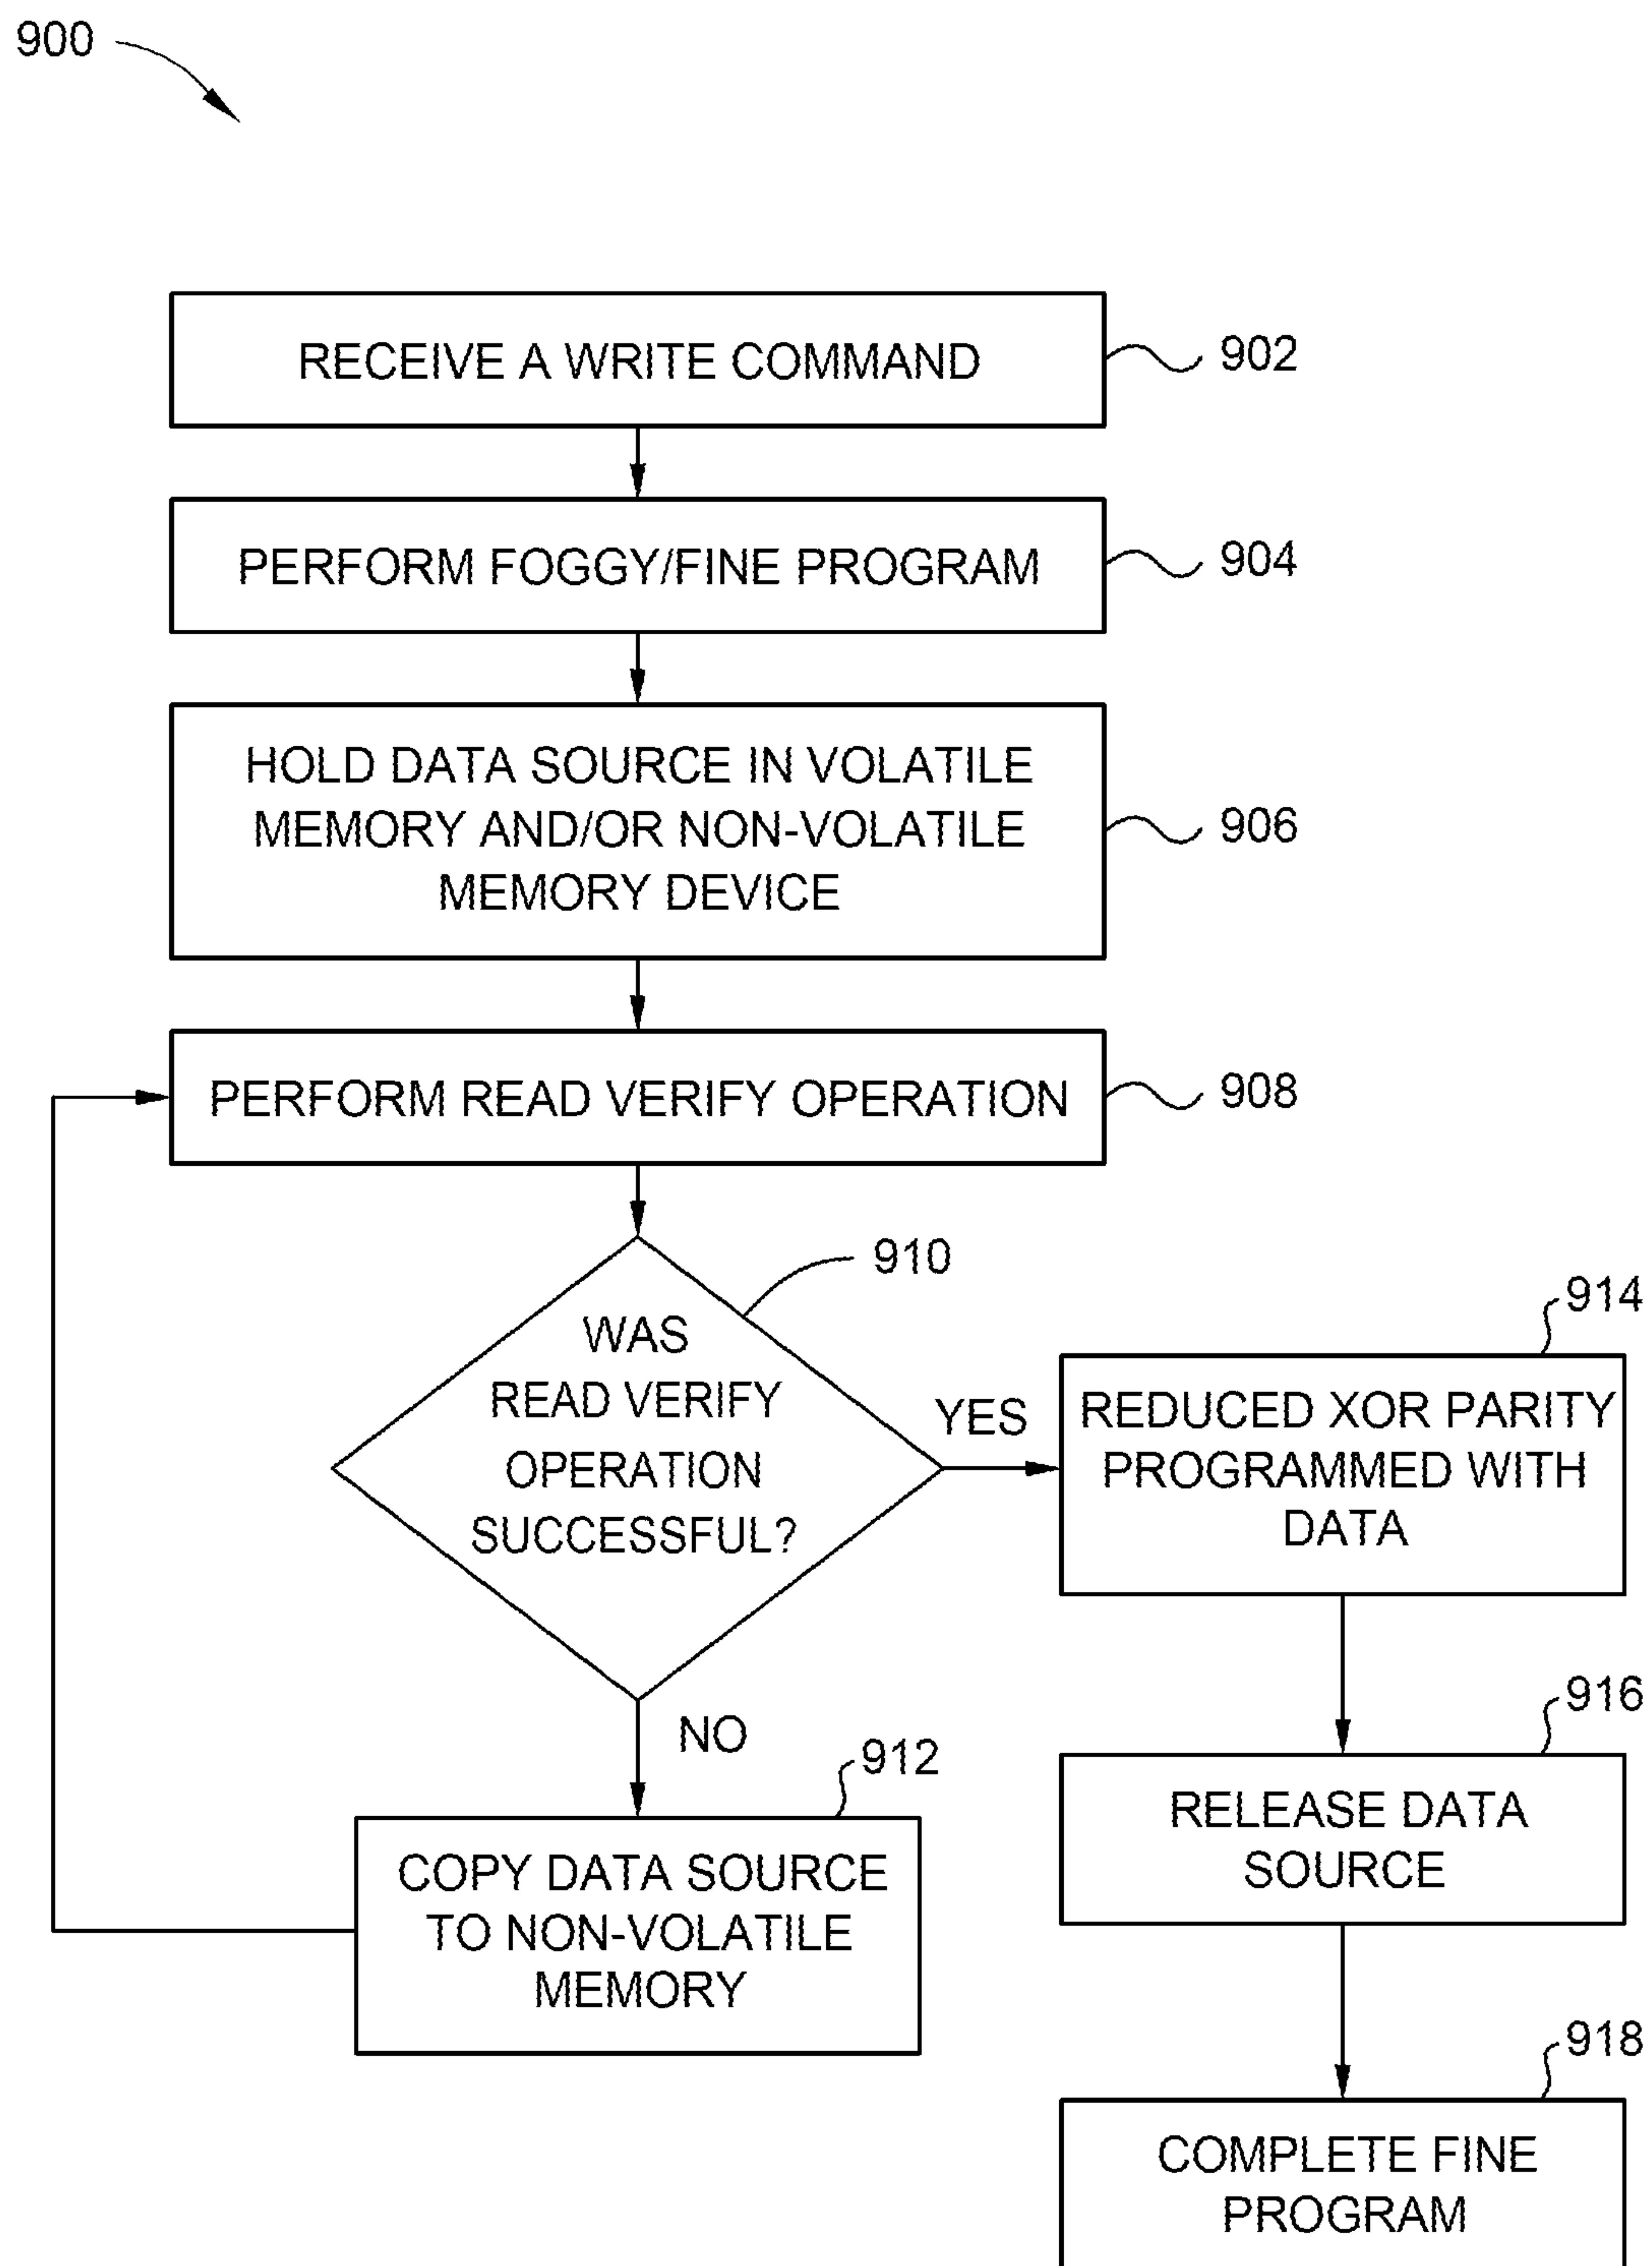 900
RECEIVE A WRITE COMMAND
902
PERFORM FOGGY/FINE PROGRAM
904
HOLD DATA SOURCE IN VOLATILE
MEMORY AND/OR NON-VOLATILE
MEMORY DEVICE
906
PERFORM READ VERIFY OPERATION
908
910
WAS
READ VERIFY
OPERATION
SUCCESSFUL?
YES
914
REDUCED XOR PARITY
PROGRAMMED WITH
DATA
NO
912
COPY DATA SOURCE
TO NON-VOLATILE
MEMORY
916
RELEASE DATA
SOURCE
918
COMPLETE FINE
PROGRAM